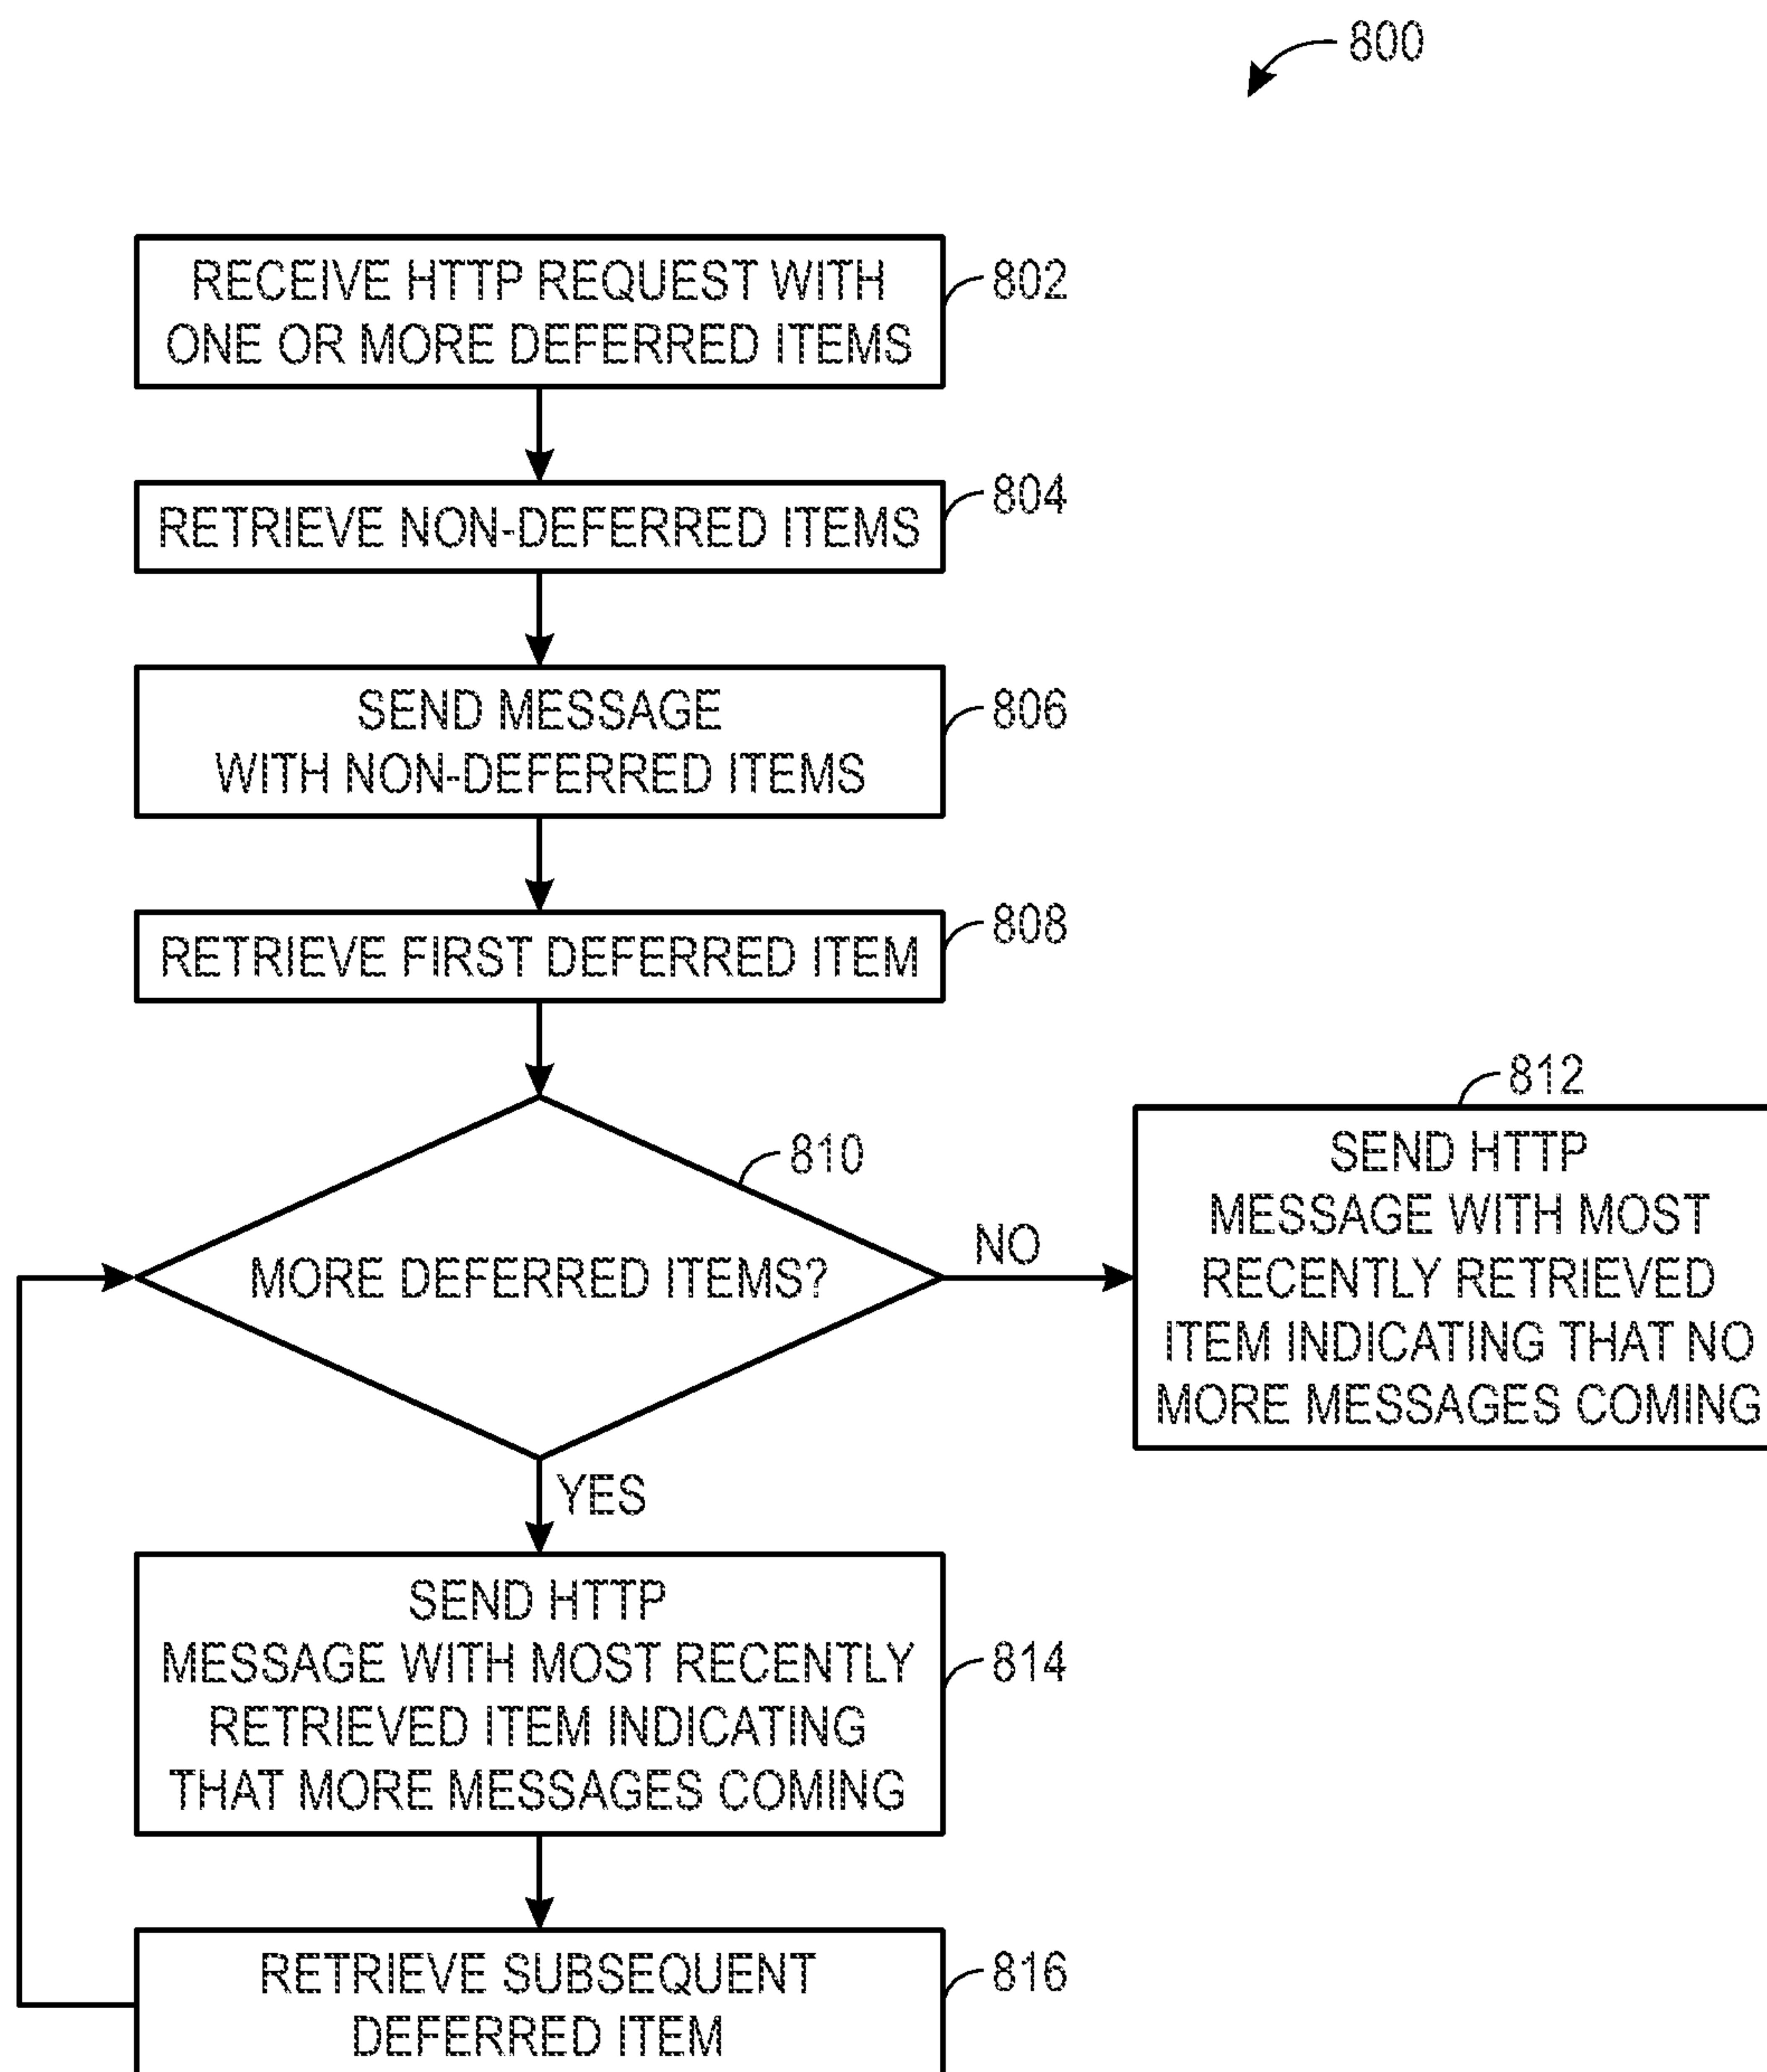 800
RECEIVE HTTP REQUEST WITH
ONE OR MORE DEFERRED ITEMS
802
RETRIEVE NON-DEFERRED ITEMS
804
SEND MESSAGE
WITH NON-DEFERRED ITEMS
806
RETRIEVE FIRST DEFERRED ITEM
808
MORE DEFERRED ITEMS?
810
NO
812
SEND HTTP
MESSAGE WITH MOST
RECENTLY RETRIEVED
ITEM INDICATING THAT NO
MORE MESSAGES COMING
YES
SEND HTTP
MESSAGE WITH MOST RECENTLY
RETRIEVED ITEM INDICATING
THAT MORE MESSAGES COMING
814
RETRIEVE SUBSEQUENT
DEFERRED ITEM
816